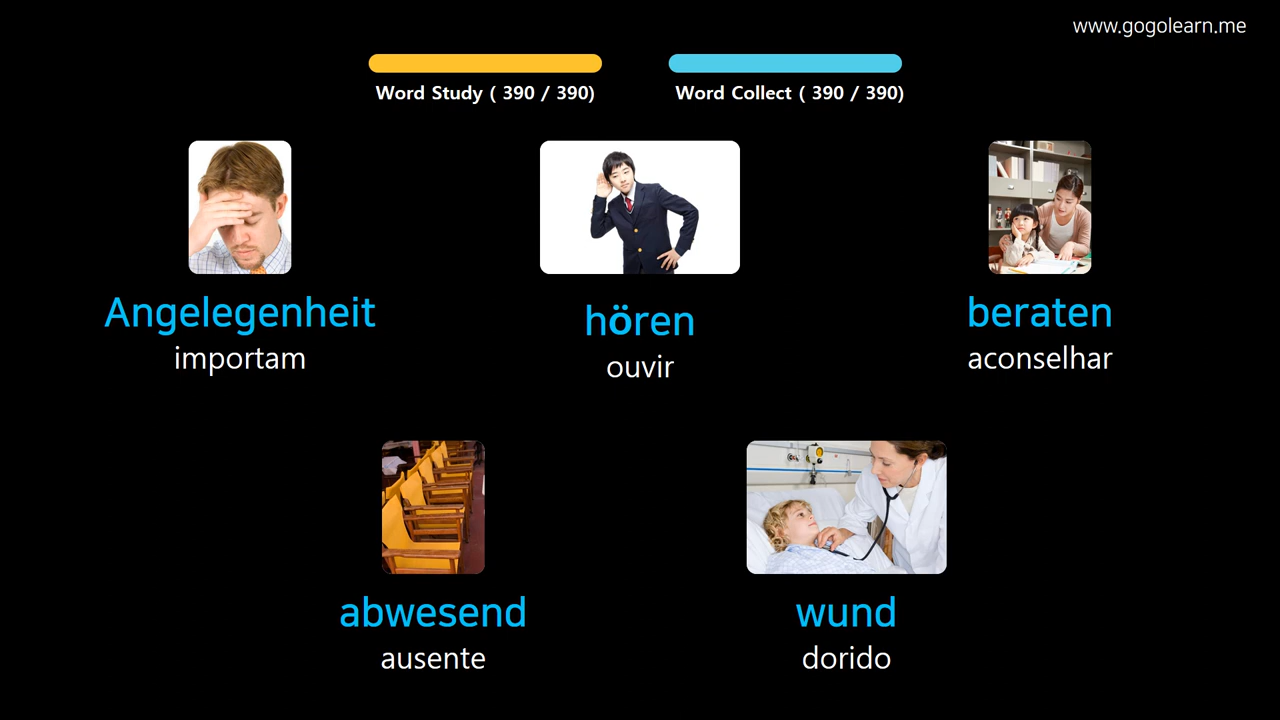 www.gogolearn.me
Word Study ( 390 / 390)
Word Collect ( 390 / 390)
Angelegenheit
importam
hören
ouvir
beraten
aconselhar
abwesend
ausente
wund
dorido